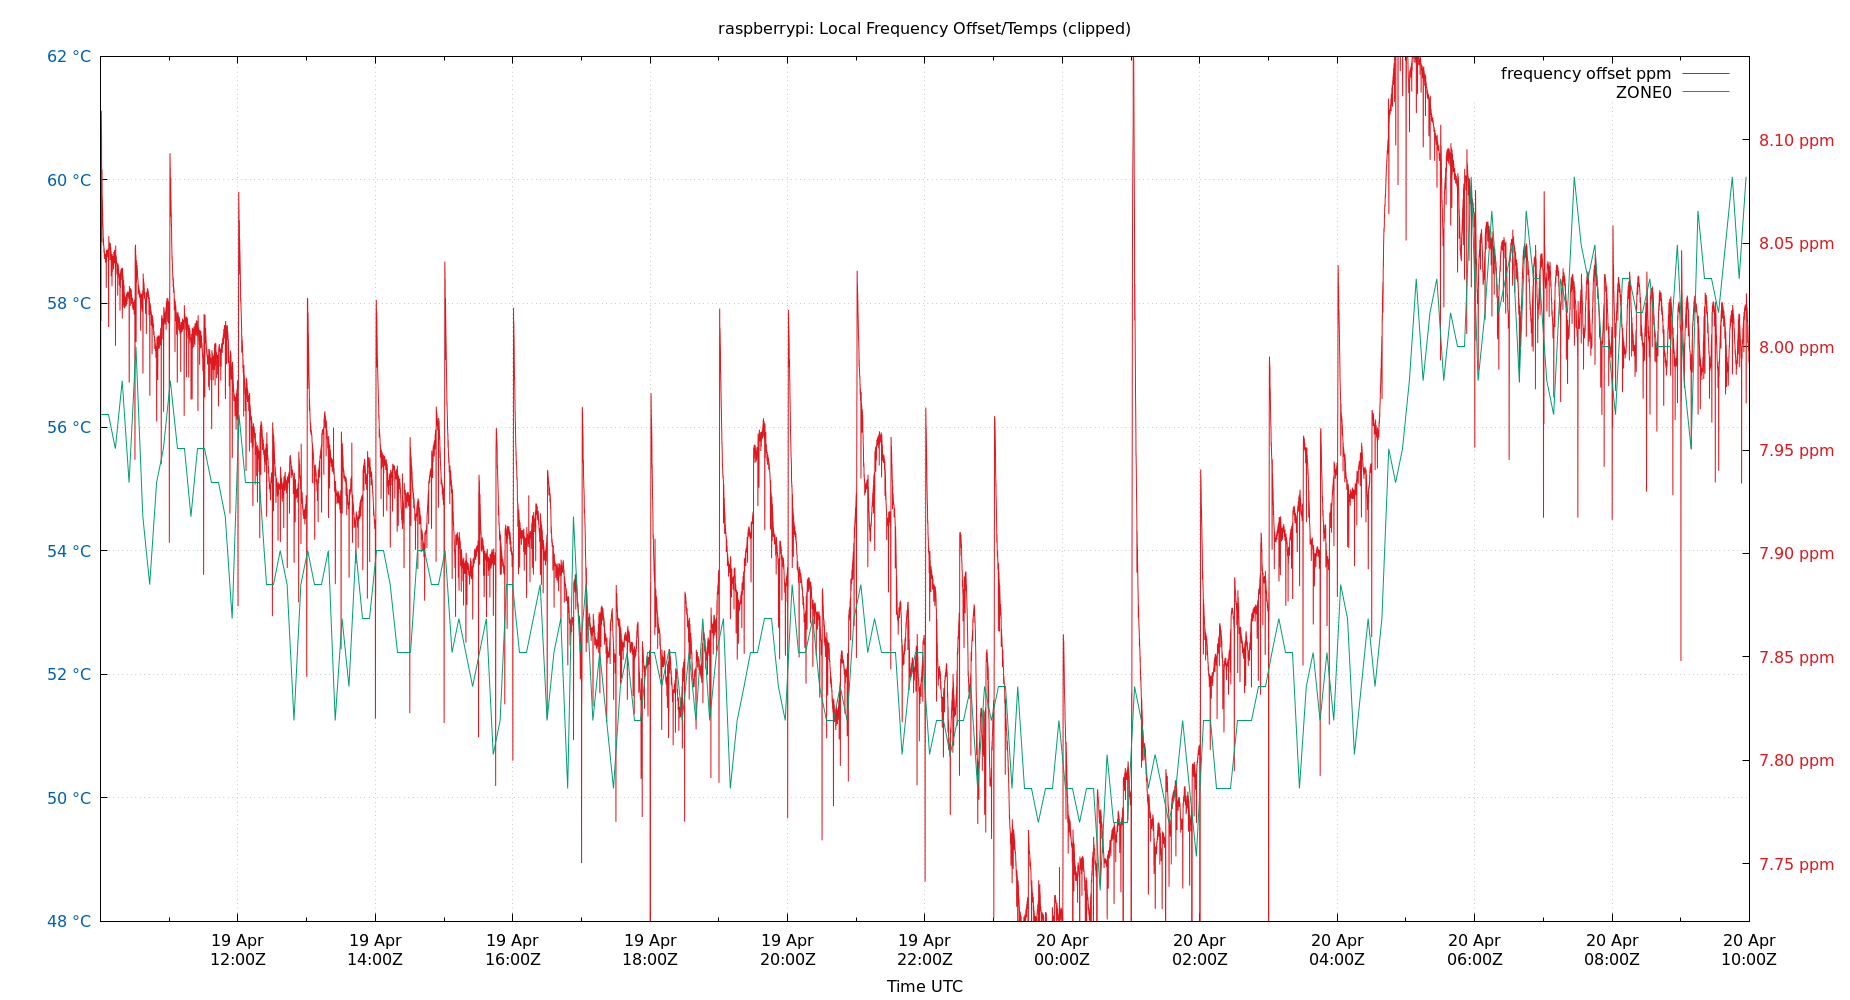 raspberrypi: Local Frequency Offset/Temps (clipped)
62 °C
60 °C
58 °C
56 °C
54 °C
52 °C
50 °C
48 °C
frequency offset ppm
ZONE0
8.10 ppm
8.05 ppm
8.00 ppm
7.95 ppm
7.90 ppm
7.85 ppm
7.80 ppm
7.75 ppm
19 Apr 19 Apr 19 Apr 19 Apr 19 Apr 19 Apr 20 Apr 20 Apr 20 Apr 20 Apr 20 Apr 20 Apr
12:00Z 14:00Z 16:00Z 18:00Z 20:00Z 22:00Z 00:00Z 02:00Z 04:00Z 06:00Z 08:00Z 10:00Z
Time UTC